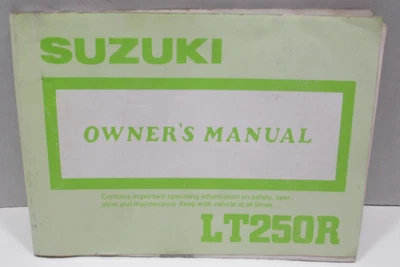 SUZUKI
OWNER'S MANUAL
Contains important operating information on safety, oper-
ation and maintenance. Keep with vehicle at all times.
LT250R